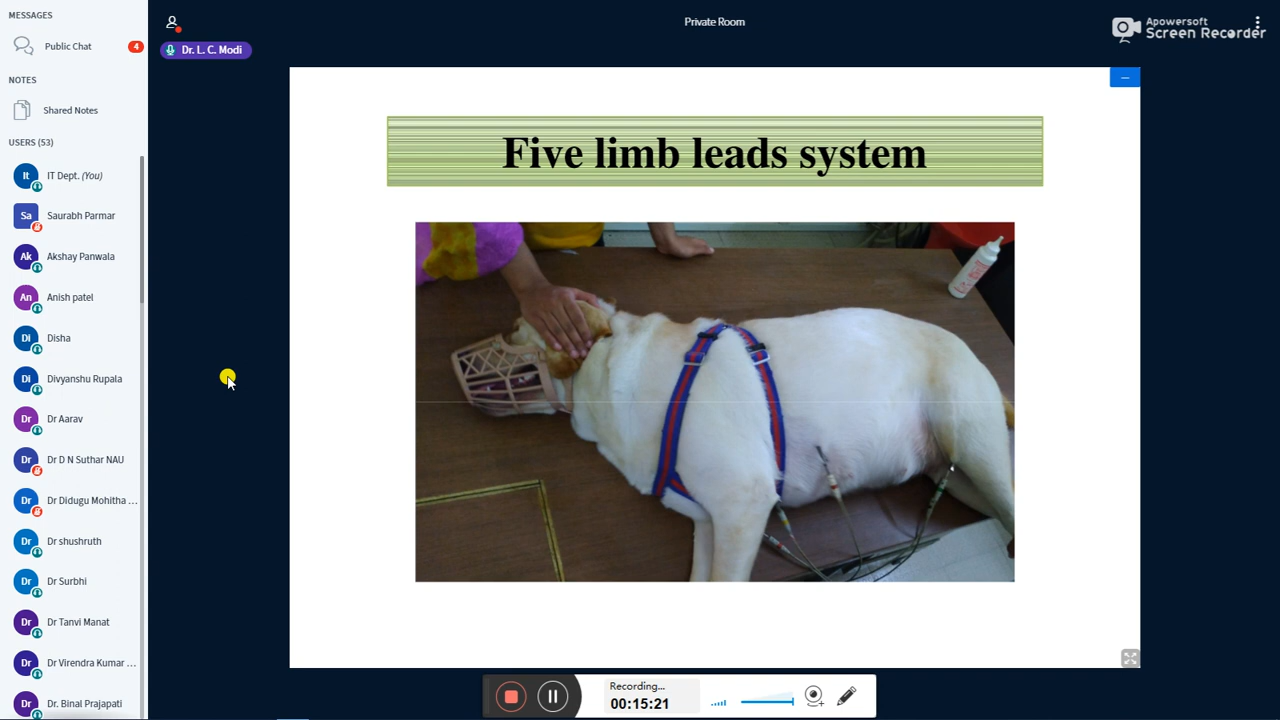 MESSAGES
Public Chat
4
NOTES
Shared Notes
USERS (53)
It
IT Dept. (You)
Sa
Saurabh Parmar
Ak
Akshay Panwala
An
Anish patel
Di
Disha
Di
Divyanshu Rupala
Dr
Dr Aarav
Dr
Dr D N Suthar NAU
Dr
Dr Didugu Mohitha ...
Dr
Dr shushruth
Dr
Dr Surbhi
Dr
Dr Tanvi Manat
Dr
Dr Virendra Kumar ...
Dr
Dr. Binal Prajapati
Private Room
Dr. L. C. Modi
Apowersoft
Screen Recorder
Five limb leads system
Recording...
00:15:21